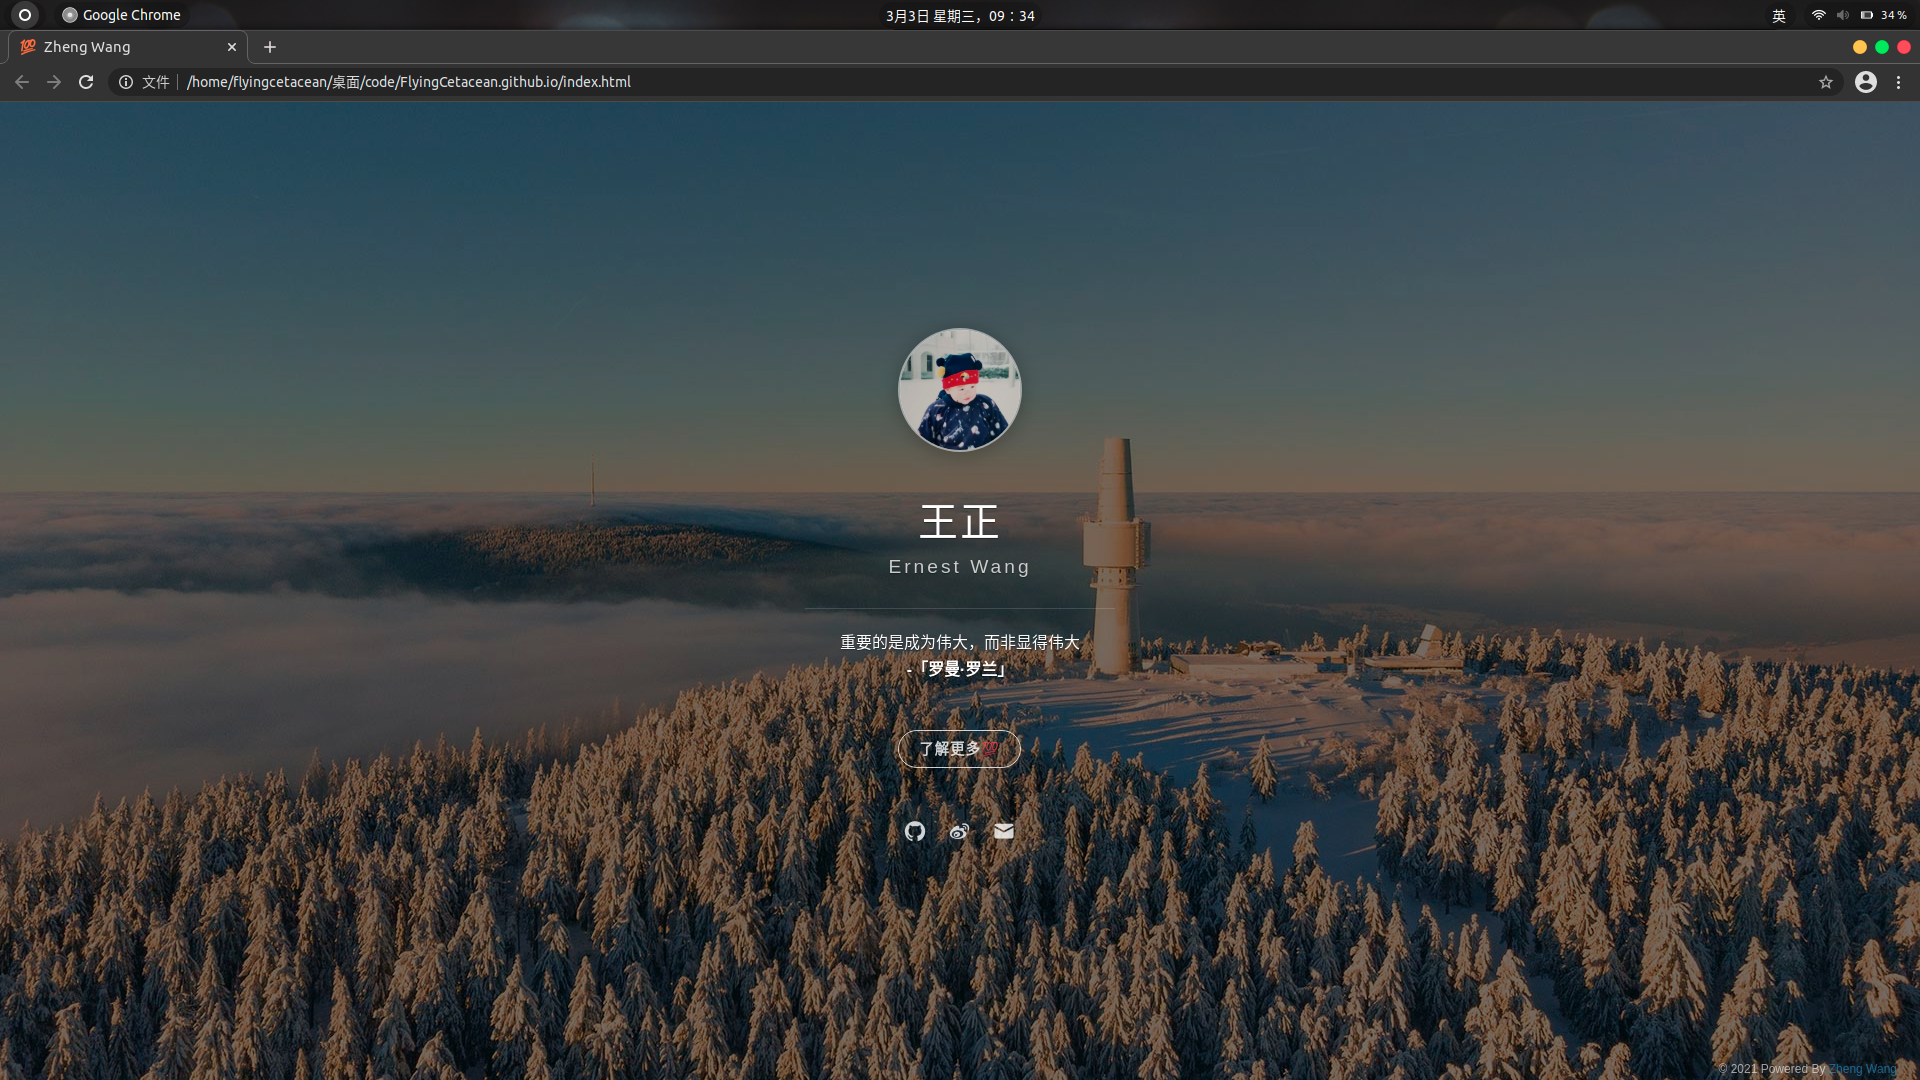 Google Chrome
3月3日 星期三，09：34
英
34 %
Zheng Wang
文件
/home/flyingcetacean/桌面/code/FlyingCetacean.github.io/index.html
王正
Ernest Wang
重要的是成为伟大，而非显得伟大
-「罗曼·罗兰」
了解更多💯
© 2021 Powered By Zheng Wang